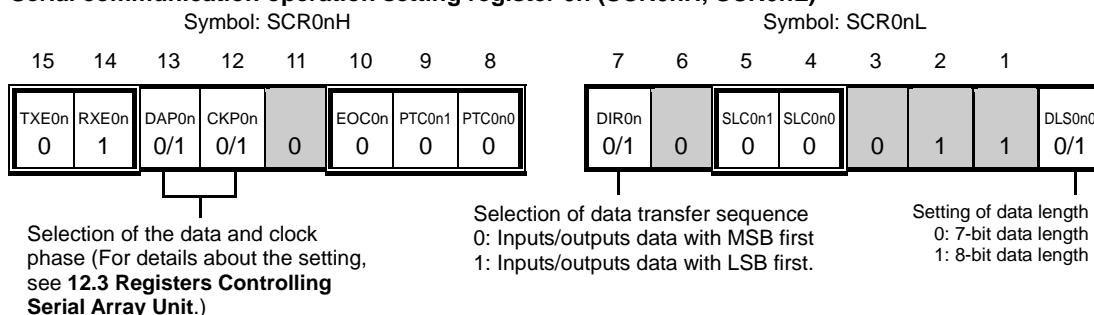 Serial communication operation setting register 0n (SCR0nH, SCR0nL)
Symbol: SCR0nH
Symbol: SCR0nL
15 14 13 12 11 10 9 8
7 6 5 4 3 2 1
TXE0n RXE0n DAP0n CKP0n EOC0n PTC0n1 PTC0n0
0 1 0/1 0/1 0 0 0 0
DIR0n SLC0n1 SLC0n0 DLS0n0
0/1 0 0 0 0 1 1 0/1
Selection of the data and clock
phase (For details about the setting,
see 12.3 Registers Controlling
Serial Array Unit.)
Selection of data transfer sequence
0: Inputs/outputs data with MSB first
1: Inputs/outputs data with LSB first.
Setting of data length
0: 7-bit data length
1: 8-bit data length